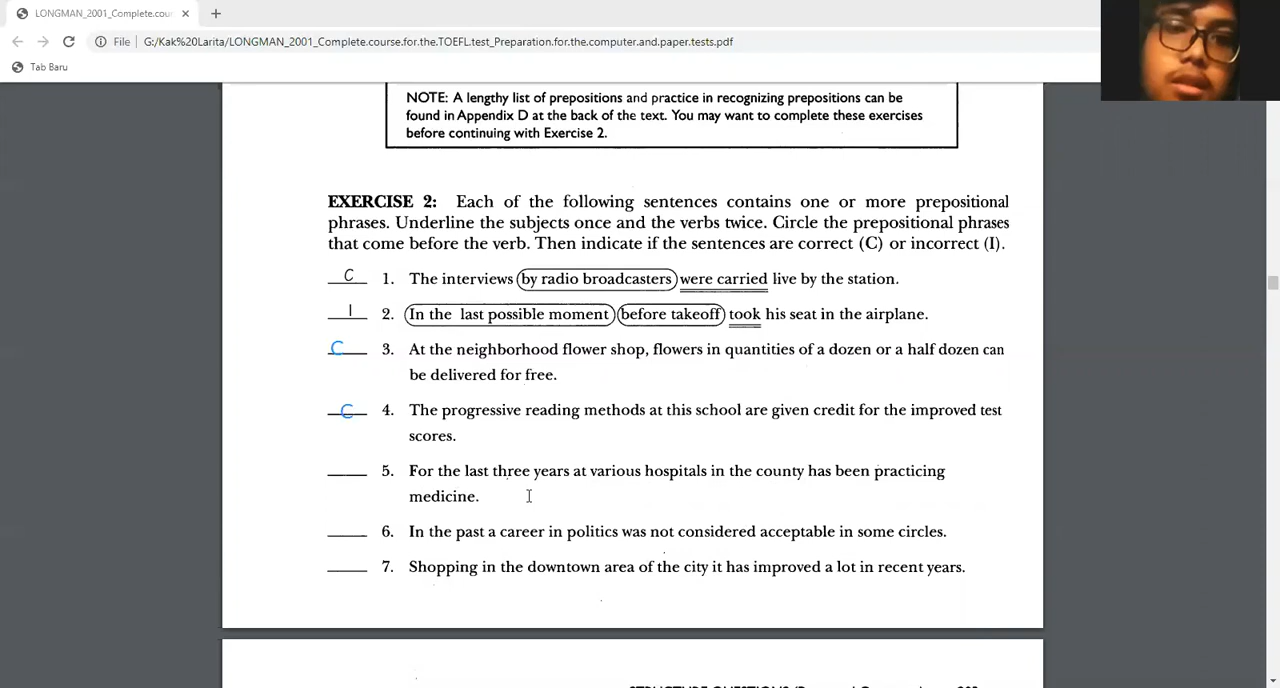 LONGMAN_2001_Complete.cou
File G:/Kak%20Larita/LONGMAN_2001_Complete.course.for.the.TOEFL.test_Preparation.for.the.computer.and.paper.tests.pdf
Tab Baru
NOTE: A lengthy list of prepositions and practice in recognizing prepositions can be
found in Appendix D at the back of the text. You may want to complete these exercises
before continuing with Exercise 2.
EXERCISE 2: Each of the following sentences contains one or more prepositional
phrases. Underline the subjects once and the verbs twice. Circle the prepositional phrases
that come before the verb. Then indicate if the sentences are correct (C) or incorrect (I).
C 1. The interviews by radio broadcasters were carried live by the station.
I 2. In the last possible moment before takeoff took his seat in the airplane.
C 3. At the neighborhood flower shop, flowers in quantities of a dozen or a half dozen can
be delivered for free.
C 4. The progressive reading methods at this school are given credit for the improved test
scores.
5. For the last three years at various hospitals in the county has been practicing
medicine.
6. In the past a career in politics was not considered acceptable in some circles.
7. Shopping in the downtown area of the city it has improved a lot in recent years.